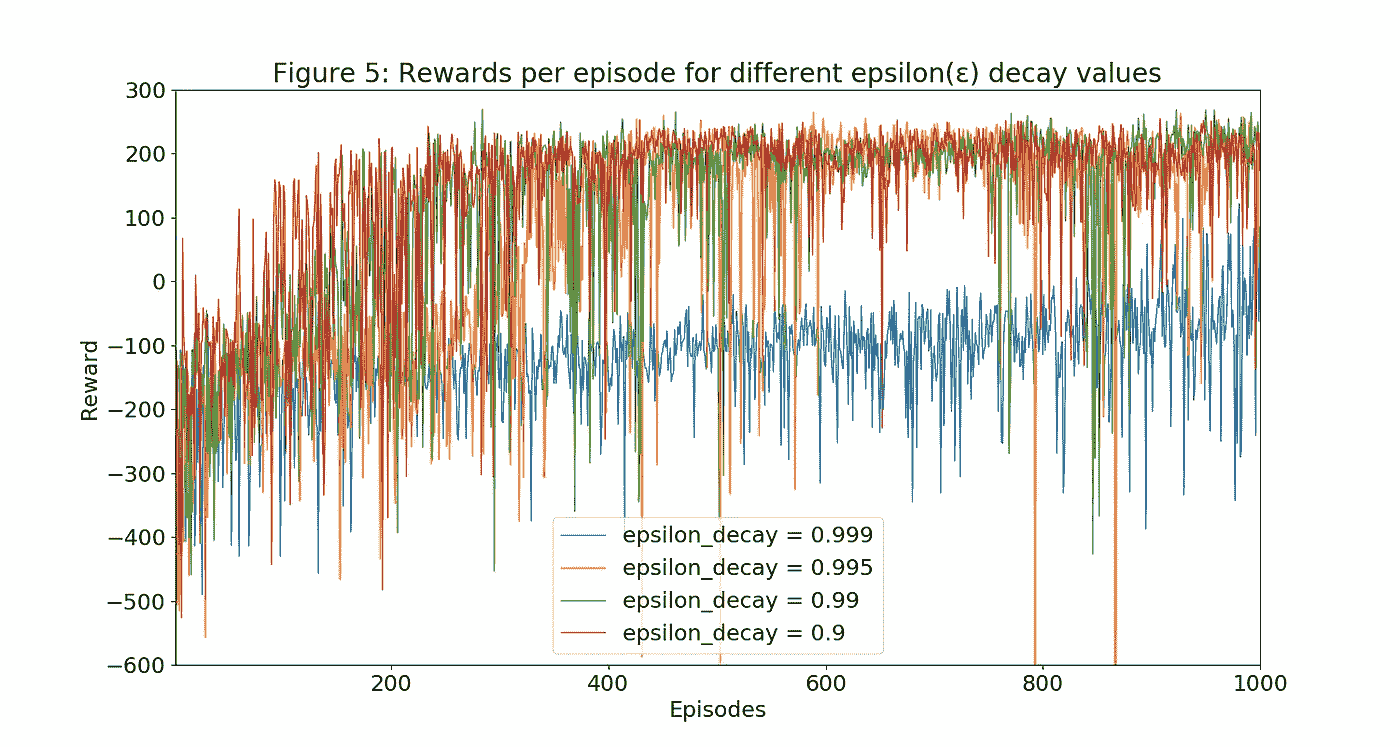 Figure 5: Rewards per episode for different epsilon(ε) decay values
300
200
100
0
−100
−200
−300
−400
−500
−600
Reward
epsilon_decay = 0.999
epsilon_decay = 0.995
epsilon_decay = 0.99
epsilon_decay = 0.9
200
400
600
800
1000
Episodes